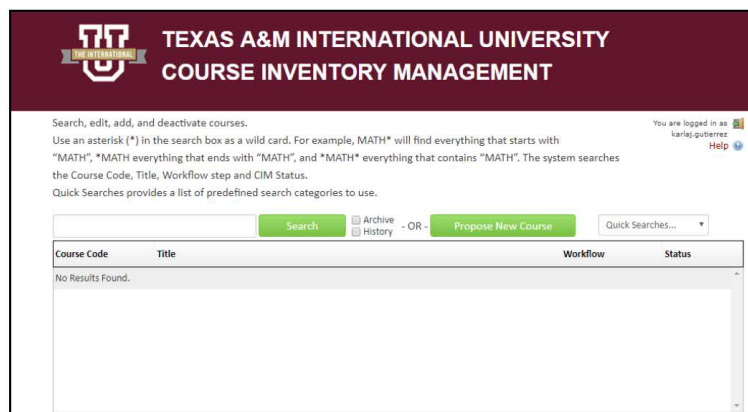 THE INTERNATIONAL
TEXAS A&M INTERNATIONAL UNIVERSITY
COURSE INVENTORY MANAGEMENT
Search, edit, add, and deactivate courses.
Use an asterisk (*) in the search box as a wild card. For example, MATH* will find everything that starts with
“MATH”, *MATH everything that ends with “MATH”, and *MATH* everything that contains “MATH”. The system searches
the Course Code, Title, Workflow step and CIM Status.
Quick Searches provides a list of predefined search categories to use.
You are logged in as
karlaj.gutierrez
Help
Search
Archive
History
- OR -
Propose New Course
Quick Searches...
Course Code Title Workflow Status
No Results Found.